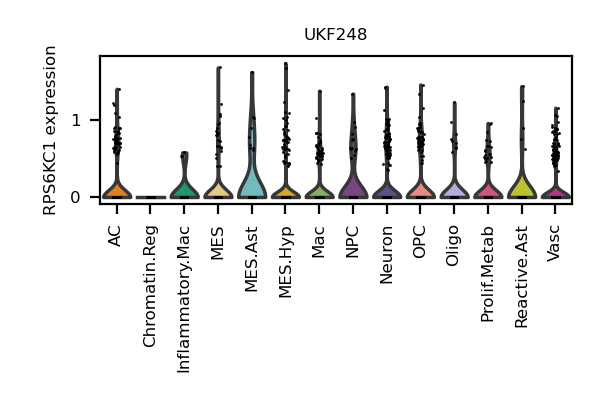 UKF248
RPS6KC1 expression
1
0
AC
Chromatin.Reg
Inflammatory.Mac
MES
MES.Ast
MES.Hyp
Mac
NPC
Neuron
OPC
Oligo
Prolif.Metab
Reactive.Ast
Vasc